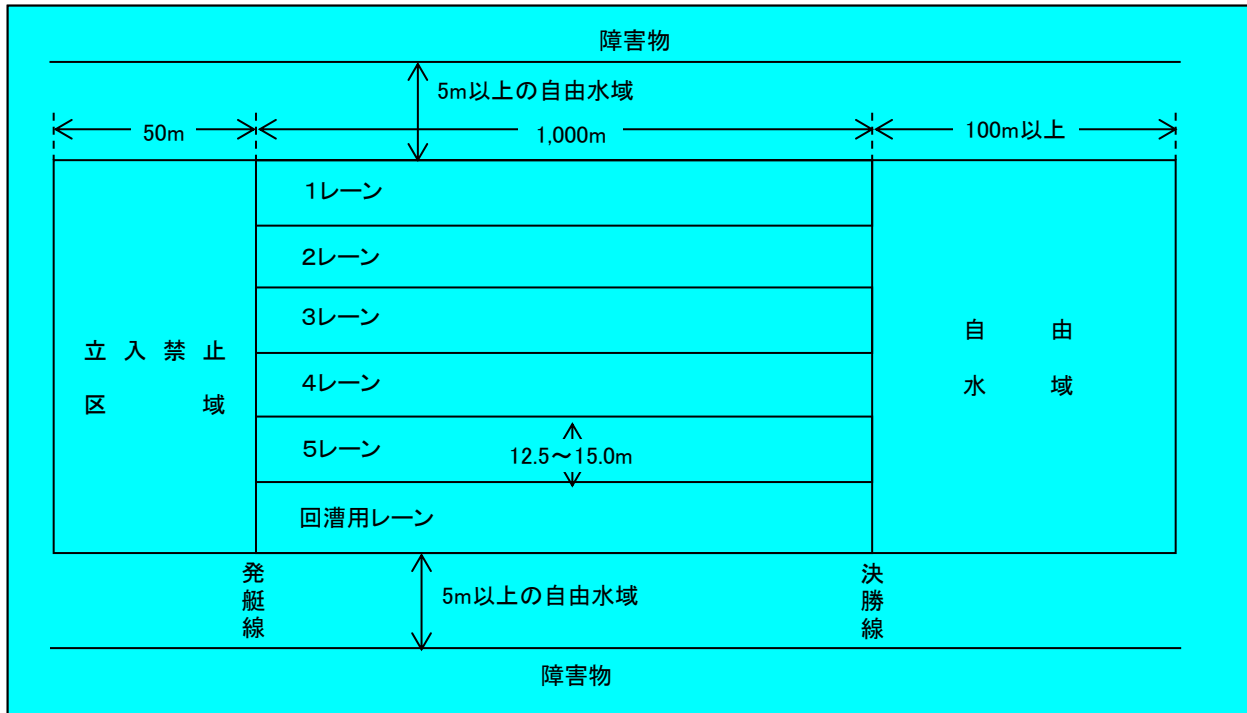 障害物
5m以上の自由水域
50m
1,000m
100m以上
1レーン
2レーン
3レーン
4レーン
5レーン
12.5～15.0m
回漕用レーン
立入禁止
区域
自由
水域
発艇線
決勝線
5m以上の自由水域
障害物